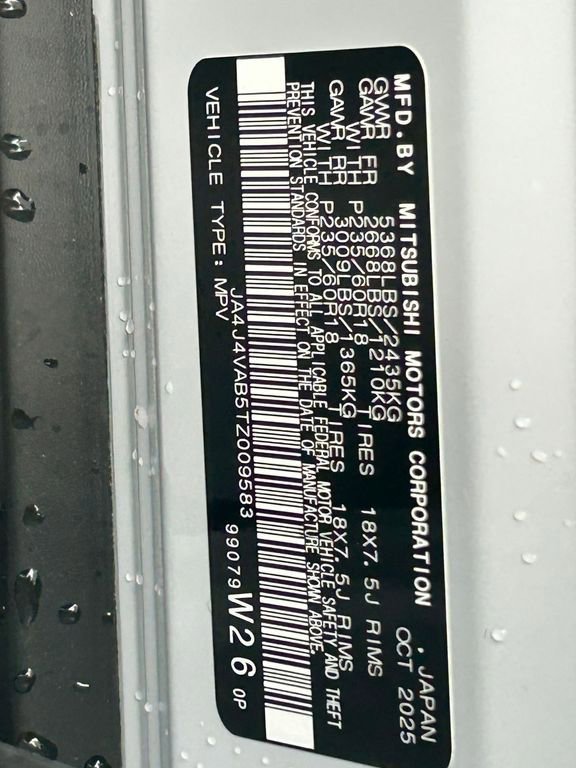 MFD. BY MITSUBISHI MOTORS CORPORATION, JAPAN
GVWR 5368LBS/2435KG OCT 2025
GAWR FR 2668LBS/1210KG
WITH P235/60R18 TIRES 18X7.5J RIMS
GAWR RR 3009LBS/1365KG
WITH P235/60R18 TIRES 18X7.5J RIMS
THIS VEHICLE CONFORMS TO ALL APPLICABLE FEDERAL MOTOR VEHICLE SAFETY AND THEFT
PREVENTION STANDARDS IN EFFECT ON THE DATE OF MANUFACTURE SHOWN ABOVE.
JA4J4VAB5TZ009583 99079 W26 0P
VEHICLE TYPE: MPV